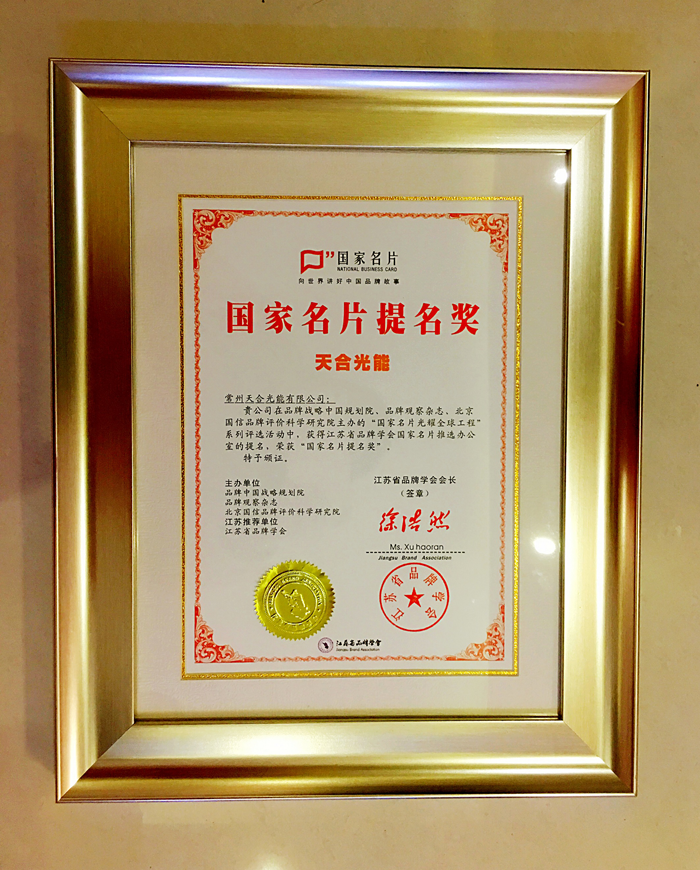 国家名片
NATIONAL BUSINESS CARD
向世界讲好中国品牌故事
国家名片提名奖
天合光能
常州天合光能有限公司：
贵公司在品牌战略中国规划院、品牌观察杂志、北京
国信品牌评价科学研究院主办的“国家名片光耀全球工程”
系列评选活动中，获得江苏省品牌学会国家名片推选办公
室的提名，荣获“国家名片提名奖”。
特予颁证。
主办单位
品牌中国战略规划院
品牌观察杂志
北京国信品牌评价科学研究院
江苏推荐单位
江苏省品牌学会
江苏省品牌学会会长
（签章）
徐浩然
Ms. Xu haoran
Jiangsu Brand Association
江苏省品牌学会
江苏省品牌学会
Jiangsu Brand Association